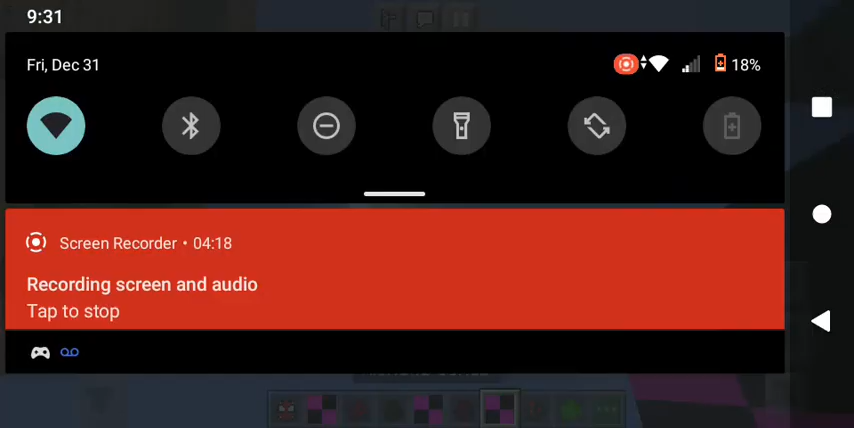 9:31
Fri, Dec 31
18%
Screen Recorder • 04:18
Recording screen and audio
Tap to stop